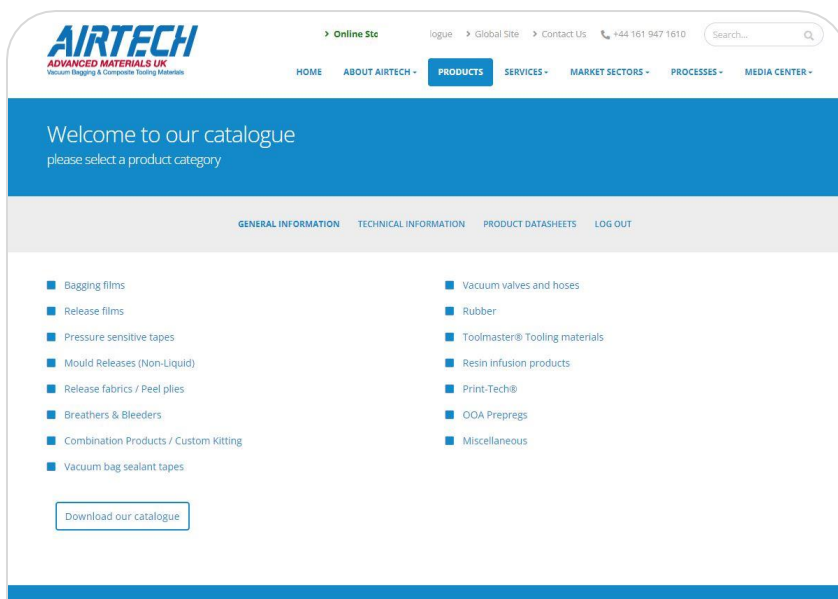 AIRTECH
ADVANCED MATERIALS UK
Vacuum Bagging & Composite Tooling Materials
Online Stc logue Global Site Contact Us +44 161 947 1610 Search...
HOME ABOUT AIRTECH PRODUCTS SERVICES MARKET SECTORS PROCESSES MEDIA CENTER
Welcome to our catalogue
please select a product category
GENERAL INFORMATION TECHNICAL INFORMATION PRODUCT DATASHEETS LOG OUT
Bagging films
Release films
Pressure sensitive tapes
Mould Releases (Non-Liquid)
Release fabrics / Peel plies
Breathers & Bleeders
Combination Products / Custom Kitting
Vacuum bag sealant tapes
Vacuum valves and hoses
Rubber
Toolmaster® Tooling materials
Resin infusion products
Print-Tech®
OOA Prepregs
Miscellaneous
Download our catalogue